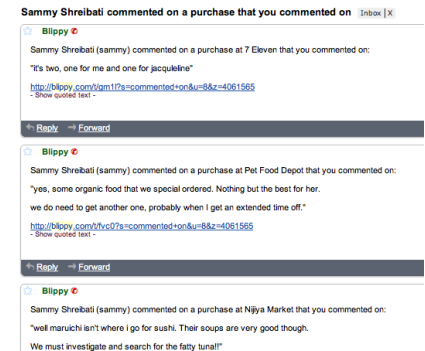 Sammy Shreibati commented on a purchase that you commented on Inbox | X
Blippy
Sammy Shreibati (sammy) commented on a purchase at 7 Eleven that you commented on:
"it's two, one for me and one for jacquleline"
http://blippy.com/t/gm1l?s=commented+on&u=8&z=4061565
- Show quoted text -
Reply Forward
Blippy
Sammy Shreibati (sammy) commented on a purchase at Pet Food Depot that you commented on:
"yes, some organic food that we special ordered. Nothing but the best for her.
we do need to get another one, probably when I get an extended time off."
http://blippy.com/t/fvc0?s=commented+on&u=8&z=4061565
- Show quoted text -
Reply Forward
Blippy
Sammy Shreibati (sammy) commented on a purchase at Nijiya Market that you commented on:
"well maruichi isn't where i go for sushi. Their soups are very good though.
We must investigate and search for the fatty tuna!!"